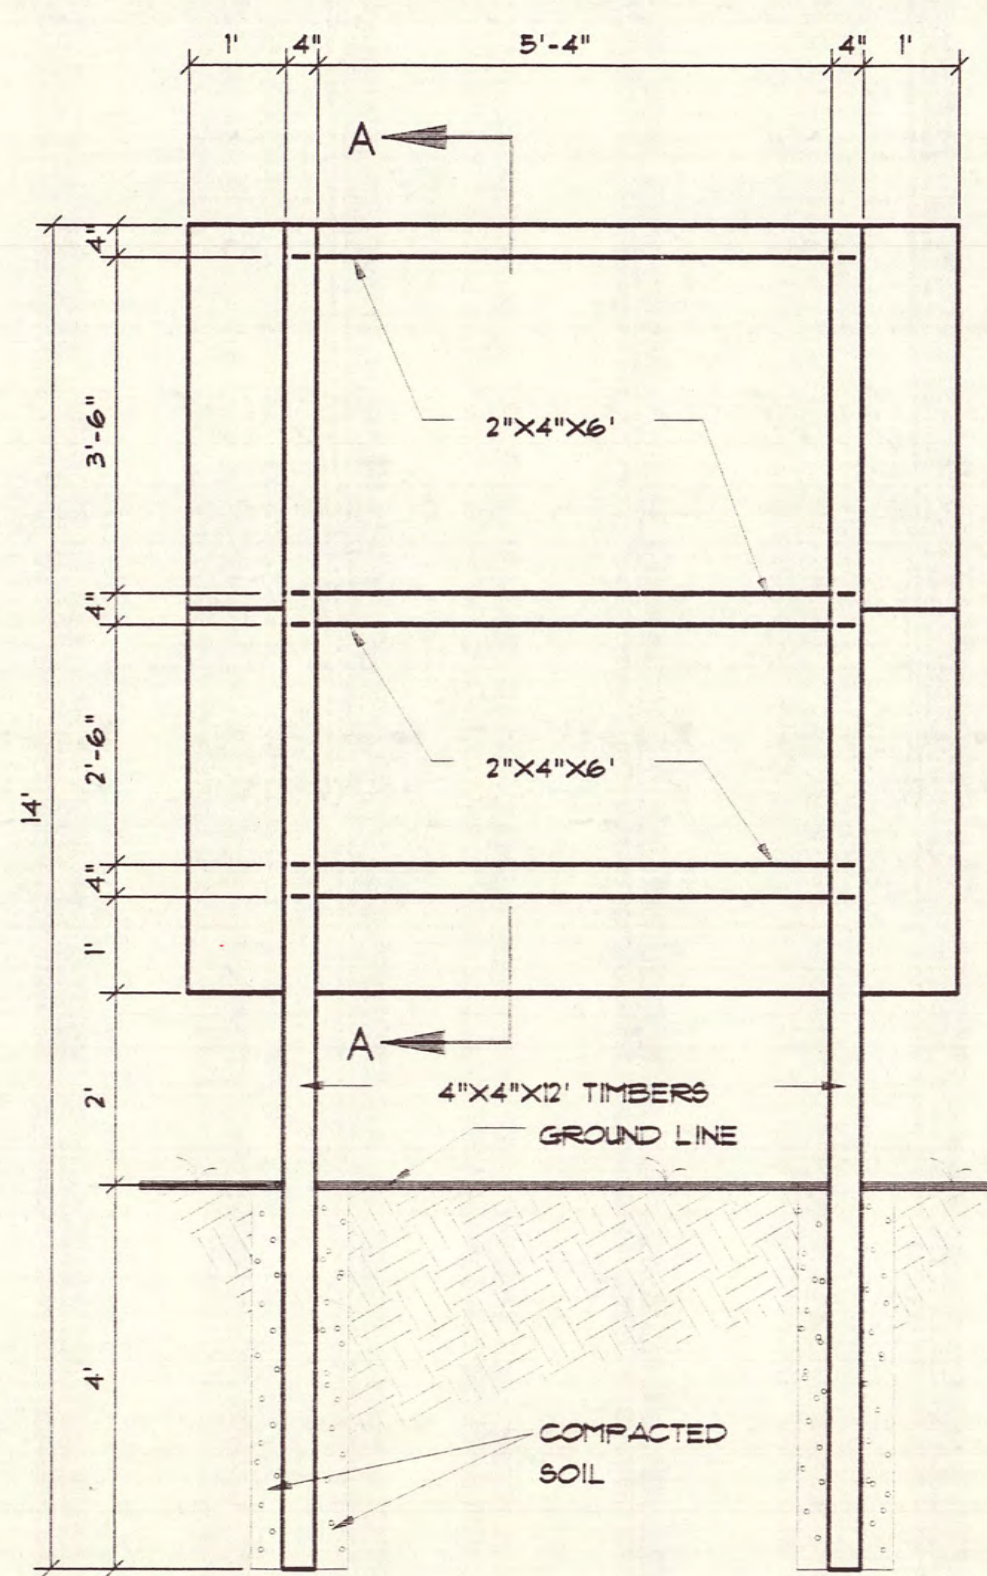 1' 4" 5'-4" 4" 1'
A
4"
3'-6"
2"X4"X6'
4"
2'-6"
14'
2"X4"X6'
4"
1'
A
2'
4"X4"X12' TIMBERS
GROUND LINE
4'
COMPACTED
SOIL